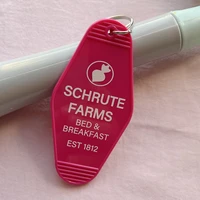 SCHRUTE
FARMS
BED &
BREAKFAST
EST 1812